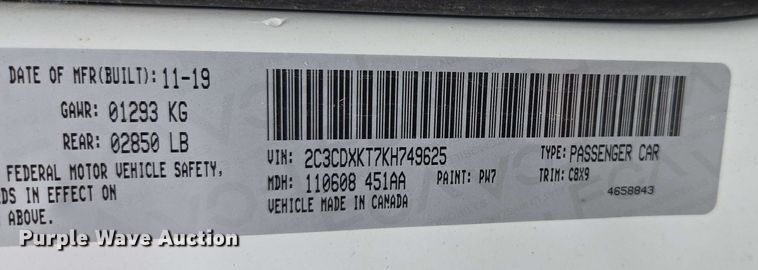 DATE OF MFR(BUILT): 11-19
GAWR: 01293 KG
REAR: 02850 LB
FEDERAL MOTOR VEHICLE SAFETY,
DS IN EFFECT ON
ABOVE.
VIN: 2C3CDXKT7KH749625
TYPE: PASSENGER CAR
MDH: 110608 451AA
PAINT: PW7
TRIM: C8X9
VEHICLE MADE IN CANADA
4658843
Purple Wave Auction